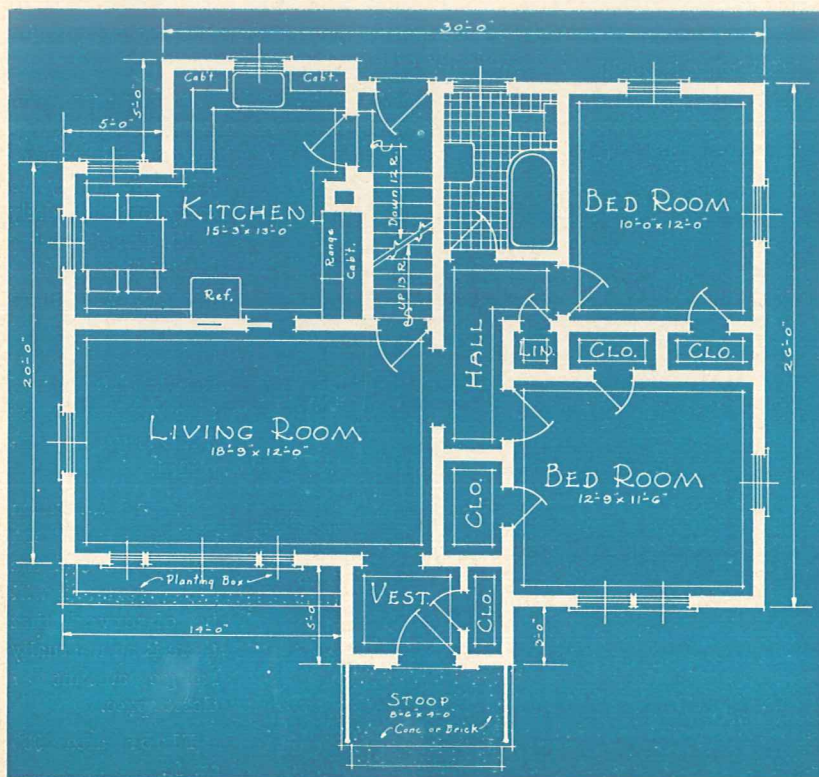 30'-0"
Cab't
Cab't.
5'-0"
5'-0"
KITCHEN
15'-3" x 13'-0"
Down 12 R.
UP 13 R.
Range
Cab't.
Ref.
BED ROOM
10'-0" x 12'-0"
26'-0"
20'-0"
HALL
LIN.
CLO.
CLO.
LIVING ROOM
18'-9" x 12'-0"
BED ROOM
12'-9" x 11'-6"
CLO.
Planting Box
VEST.
CLO.
14'-0"
5'-0"
3'-0"
STOOP
8'-6" x 4'-0"
Conc or Brick